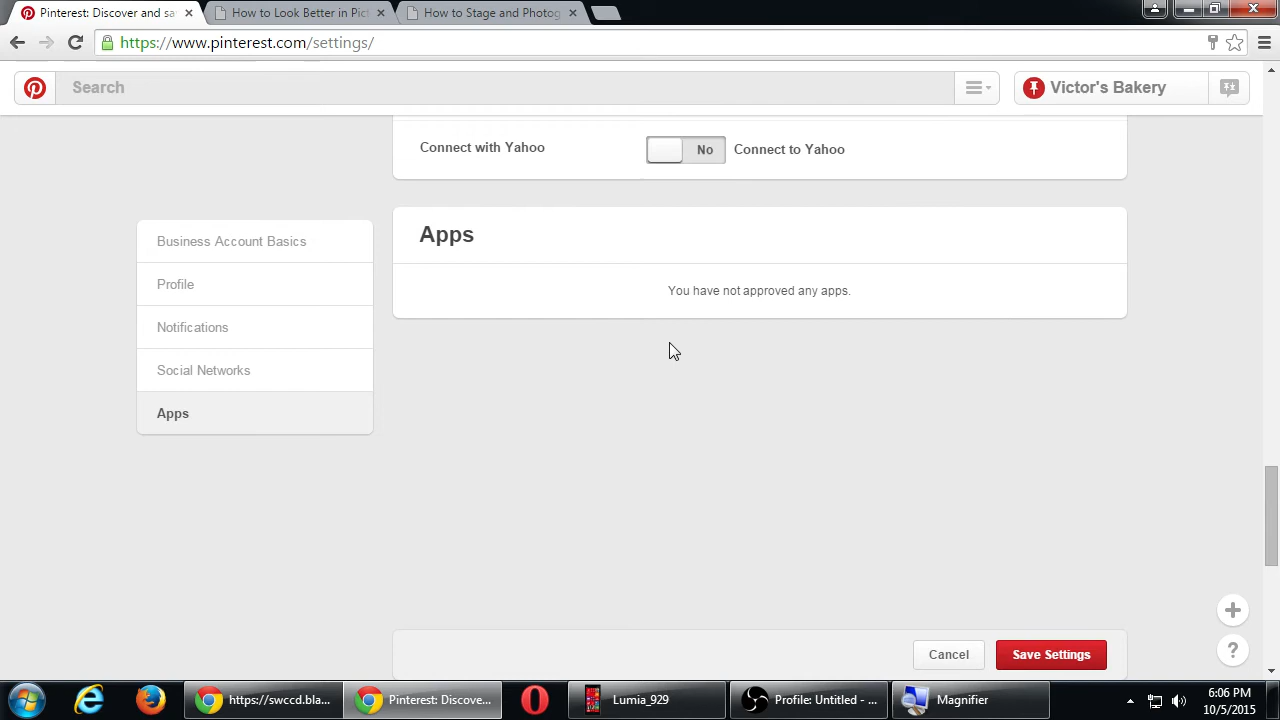 Pinterest: Discover and sa
How to Look Better in Pict
How to Stage and Photog
https://www.pinterest.com/settings/
Search
Victor's Bakery
Connect with Yahoo
No
Connect to Yahoo
Business Account Basics
Profile
Notifications
Social Networks
Apps
Apps
You have not approved any apps.
Cancel
Save Settings
https://swccd.bla...
Pinterest: Discove...
Lumia_929
Profile: Untitled - ...
Magnifier
6:06 PM
10/5/2015